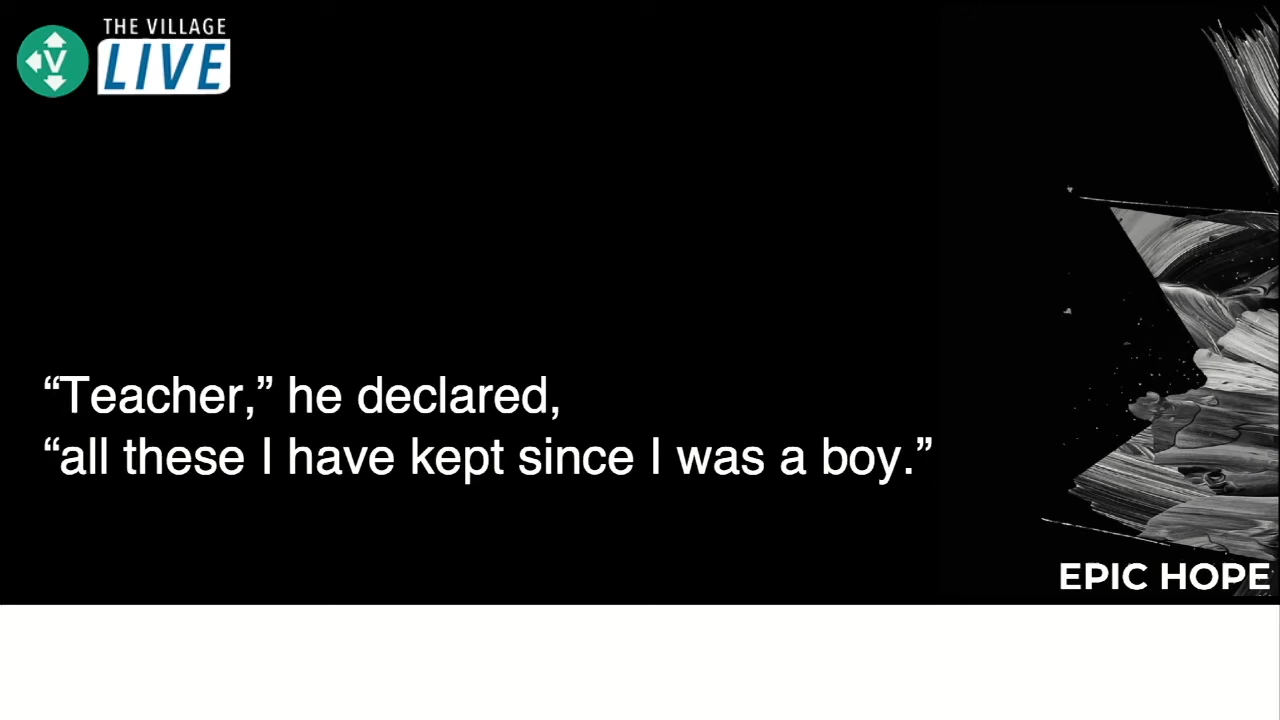 THE VILLAGE
V
LIVE
“Teacher,” he declared,
“all these I have kept since I was a boy.”
EPIC HOPE